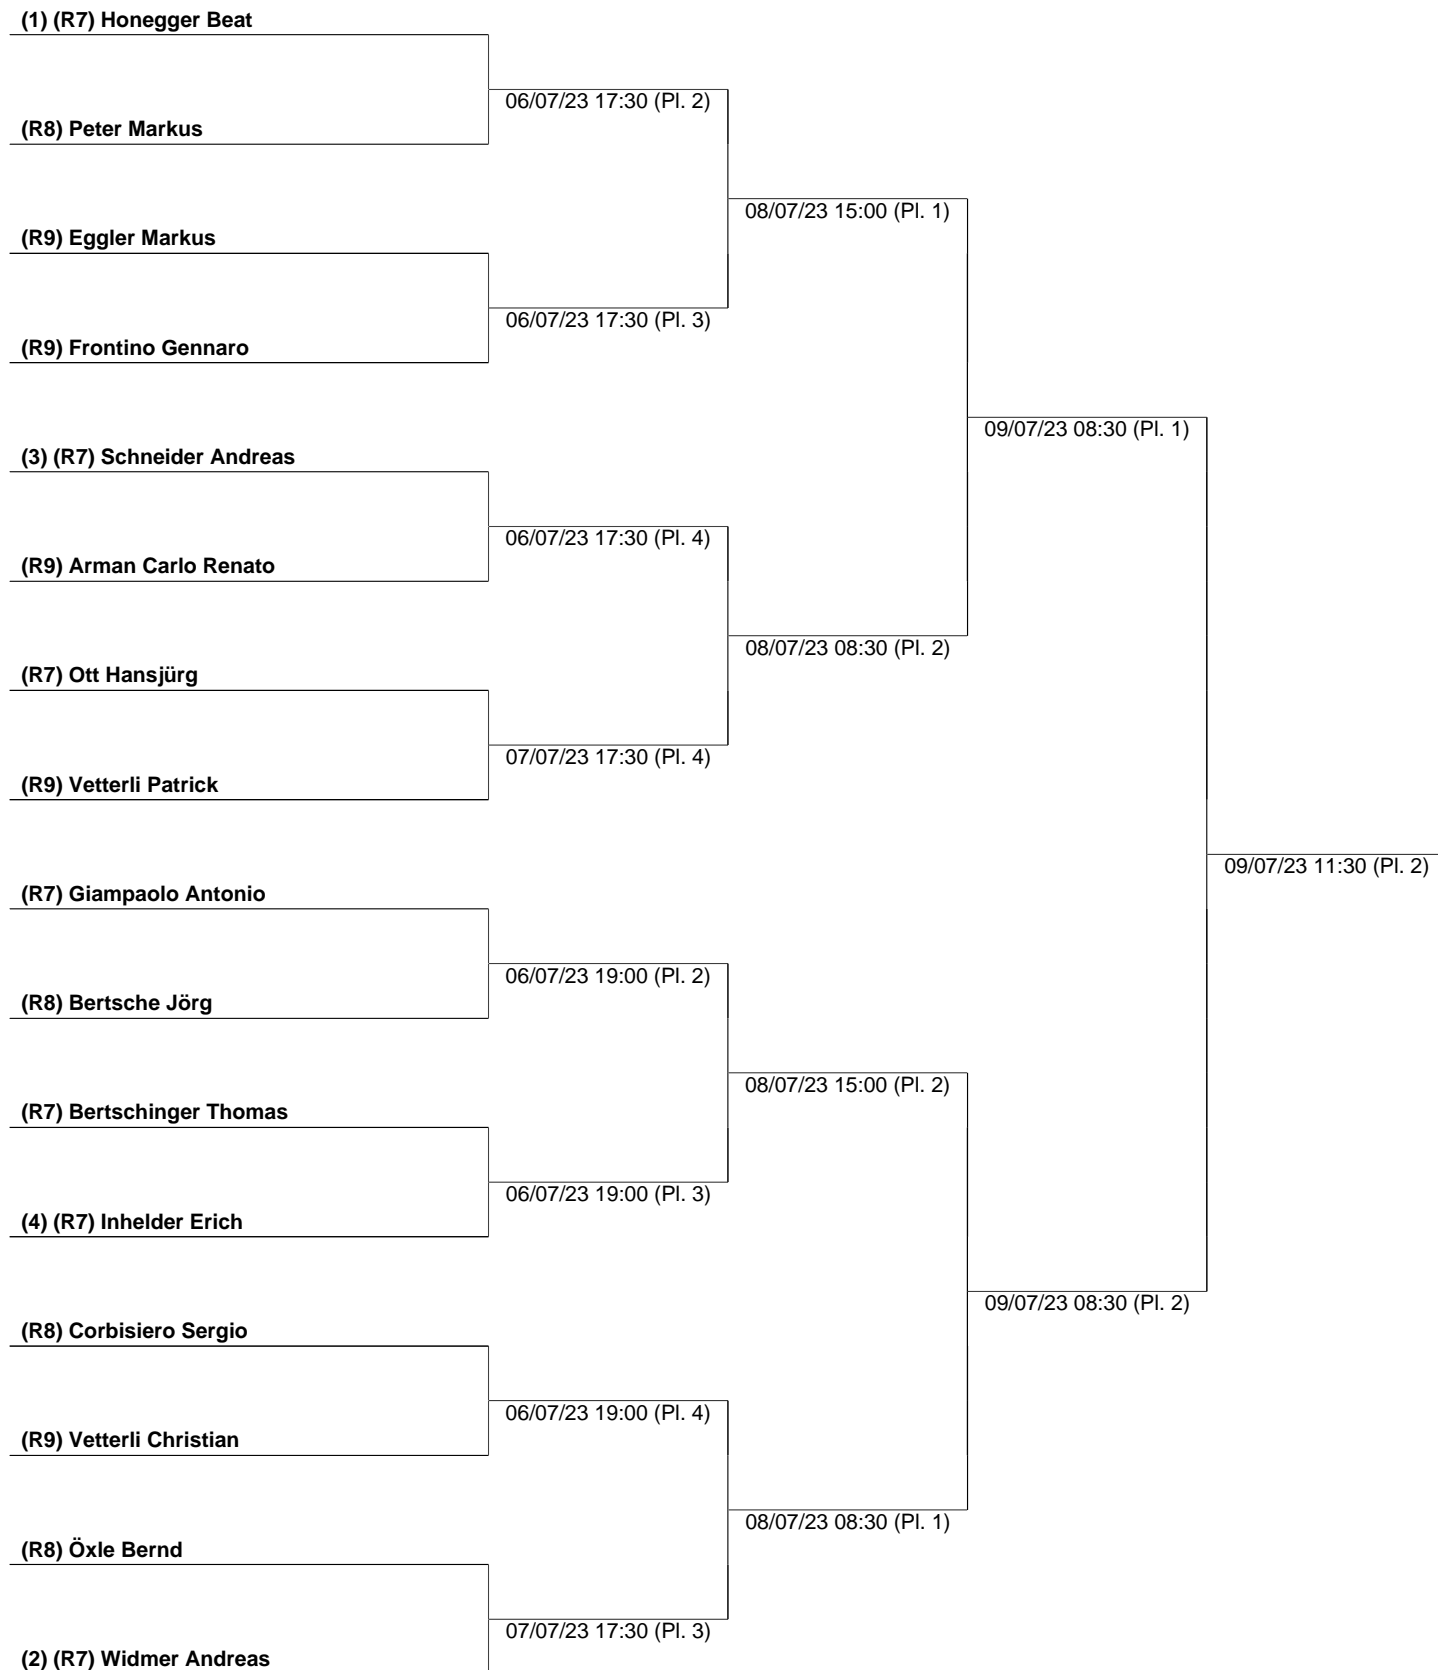 (1) (R7) Honegger Beat
06/07/23 17:30 (Pl. 2)
(R8) Peter Markus
08/07/23 15:00 (Pl. 1)
(R9) Eggler Markus
06/07/23 17:30 (Pl. 3)
(R9) Frontino Gennaro
09/07/23 08:30 (Pl. 1)
(3) (R7) Schneider Andreas
06/07/23 17:30 (Pl. 4)
(R9) Arman Carlo Renato
08/07/23 08:30 (Pl. 2)
(R7) Ott Hansjürg
07/07/23 17:30 (Pl. 4)
(R9) Vetterli Patrick
09/07/23 11:30 (Pl. 2)
(R7) Giampaolo Antonio
06/07/23 19:00 (Pl. 2)
(R8) Bertsche Jörg
08/07/23 15:00 (Pl. 2)
(R7) Bertschinger Thomas
06/07/23 19:00 (Pl. 3)
(4) (R7) Inhelder Erich
09/07/23 08:30 (Pl. 2)
(R8) Corbisiero Sergio
06/07/23 19:00 (Pl. 4)
(R9) Vetterli Christian
08/07/23 08:30 (Pl. 1)
(R8) Öxle Bernd
07/07/23 17:30 (Pl. 3)
(2) (R7) Widmer Andreas